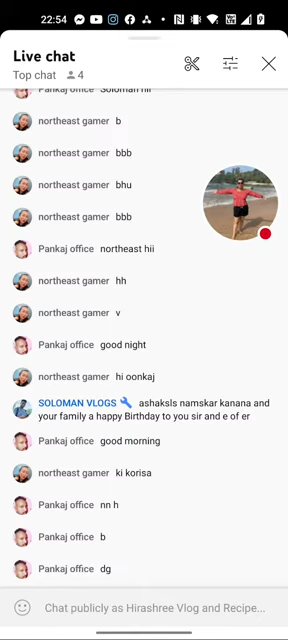 22:54
Live chat
Top chat 4
Pankaj office Soloman hii
northeast gamer b
northeast gamer bbb
northeast gamer bhu
northeast gamer bbb
Pankaj office northeast hii
northeast gamer hh
northeast gamer v
Pankaj office good night
northeast gamer hi oonkaj
SOLOMAN VLOGS ashaksls namskar kanana and
your family a happy Birthday to you sir and e of er
Pankaj office good morning
northeast gamer ki korisa
Pankaj office nn h
Pankaj office b
Pankaj office dg
Chat publicly as Hirashree Vlog and Recipe...